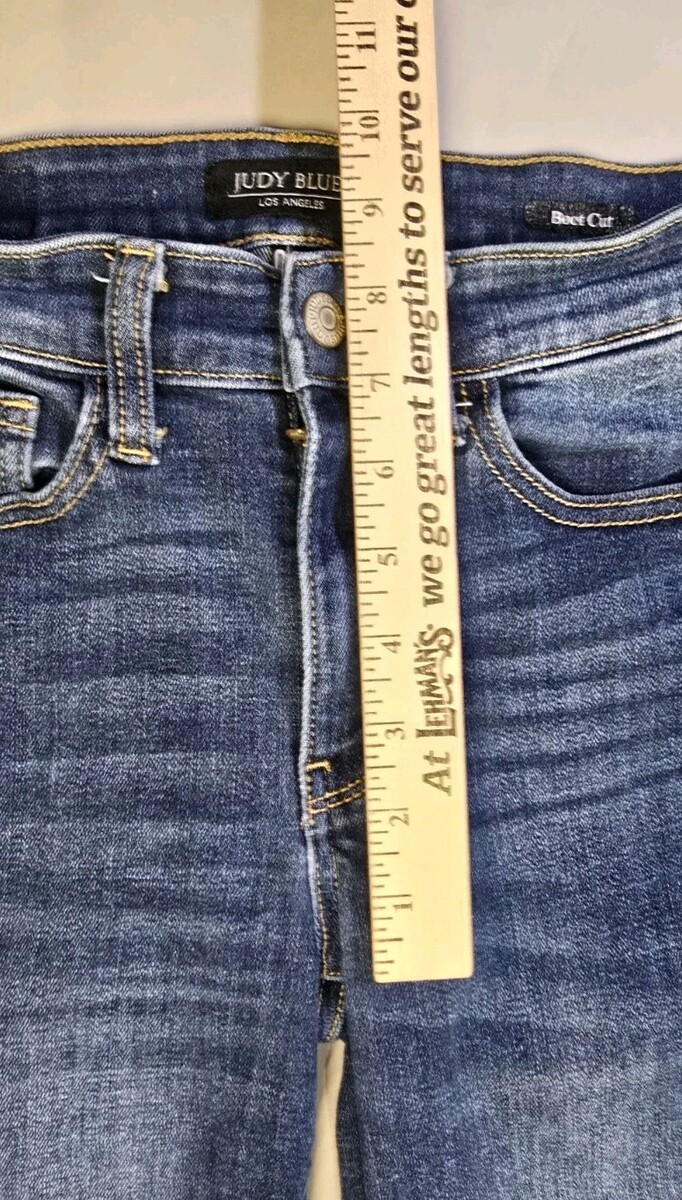 JUDY BLUE
LOS ANGELES
Boot Cut
At LEHMAN'S we go great lengths to serve our
1 2 3 4 5 6 7 8 9 10 11